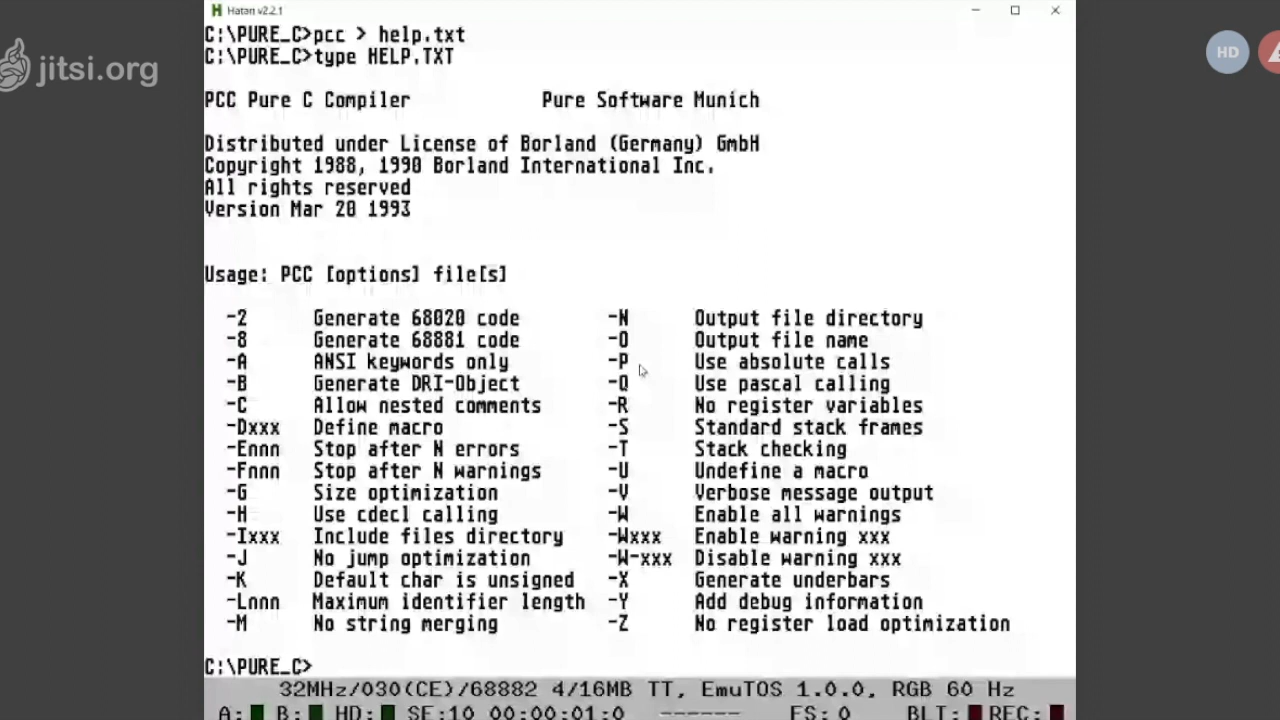 Hatari v2.2.1
C:\PURE_C>pcc > help.txt
C:\PURE_C>type HELP.TXT
jitsi.org
HD
PCC Pure C Compiler Pure Software Munich
Distributed under License of Borland (Germany) GmbH
Copyright 1988, 1990 Borland International Inc.
All rights reserved
Version Mar 20 1993
Usage: PCC [options] file[s]
-2 Generate 68020 code -N Output file directory
-8 Generate 68881 code -O Output file name
-A ANSI keywords only -P Use absolute calls
-B Generate DRI-Object -Q Use pascal calling
-C Allow nested comments -R No register variables
-Dxxx Define macro -S Standard stack frames
-Ennn Stop after N errors -T Stack checking
-Fnnn Stop after N warnings -U Undefine a macro
-G Size optimization -V Verbose message output
-H Use cdecl calling -W Enable all warnings
-Ixxx Include files directory -Wxxx Enable warning xxx
-J No jump optimization -W-xxx Disable warning xxx
-K Default char is unsigned -X Generate underbars
-Lnnn Maximum identifier length -Y Add debug information
-M No string merging -Z No register load optimization
C:\PURE_C>
32MHz/030(CE)/68882 4/16MB TT, EmuTOS 1.0.0, RGB 60 Hz
A: B: HD: SE:10 00:00:01:0 ------ FS: 0 BLT: REC: